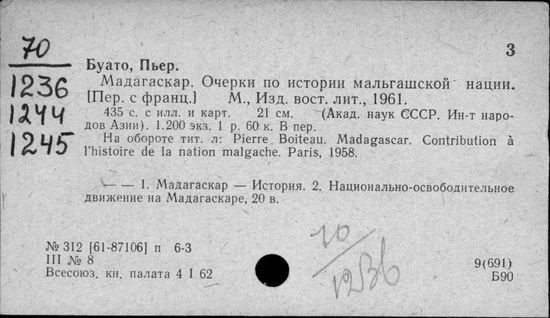 70
1236
1244
1245
3
Буато, Пьер.
Мадагаскар. Очерки по истории мальгашской нации.
[Пер. с франц.] М., Изд. вост. лит., 1961.
435 с. с илл. и карт. 21 см. (Акад. наук СССР. Ин-т наро-
дов Азии). 1.200 экз. 1 р. 60 к. В пер.
На обороте тит. л: Pierre Boiteau. Madagascar. Contribution à
l'histoire de la nation malgache. Paris, 1958.
— — 1. Мадагаскар — История. 2. Национально-освободительное
движение на Мадагаскаре, 20 в.
№ 312 [61-87106] п 6-3
III № 8
Всесоюз. кн. палата 4 I 62
70
1236
9(691)
Б90